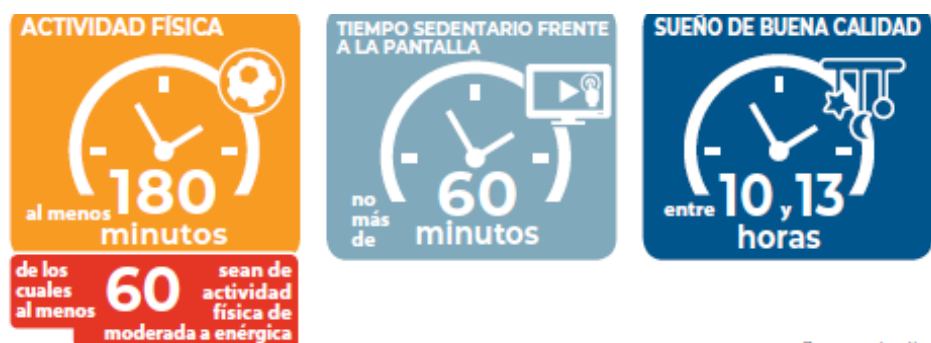 ACTIVIDAD FÍSICA
al menos 180
minutos
de los
cuales
al menos
60
sean de
actividad
física de
moderada a enérgica
TIEMPO SEDENTARIO FRENTE
A LA PANTALLA
no
más
de
60
minutos
SUEÑO DE BUENA CALIDAD
entre 10 y 13
horas